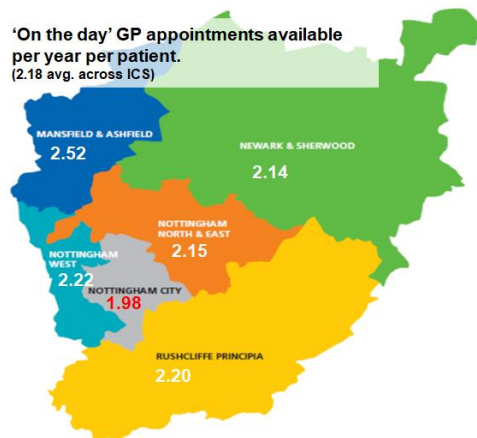 ‘On the day’ GP appointments available
per year per patient.
(2.18 avg. across ICS)
MANSFIELD & ASHFIELD
2.52
NEWARK & SHERWOOD
2.14
NOTTINGHAM
NORTH & EAST
2.15
NOTTINGHAM
WEST
2.22
NOTTINGHAM CITY
1.98
RUSHCLIFFE PRINCIPIA
2.20